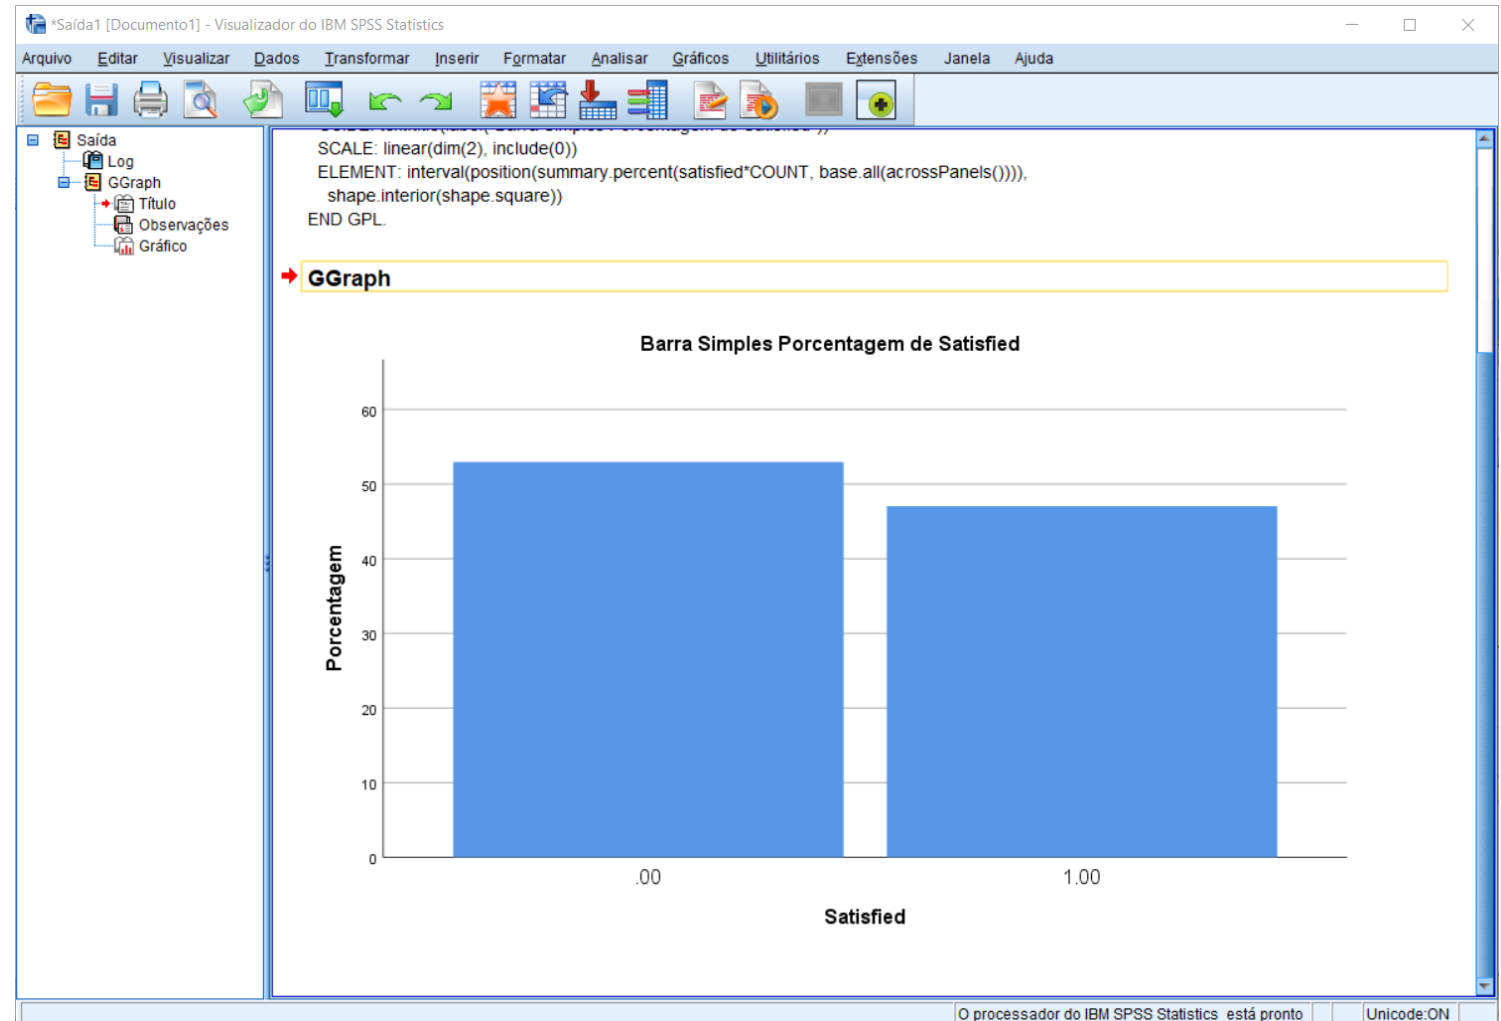 *Saída1 [Documento1] - Visualizador do IBM SPSS Statistics
Arquivo Editar Visualizar Dados Transformar Inserir Formatar Analisar Gráficos Utilitários Extensões Janela Ajuda
Saída
Log
GGraph
Título
Observações
Gráfico
SCALE: linear(dim(2), include(0))
ELEMENT: interval(position(summary.percent(satisfied*COUNT, base.all(acrossPanels()))),
shape.interior(shape.square))
END GPL.
GGraph
Barra Simples Porcentagem de Satisfied
60
50
40
30
20
10
0
Porcentagem
.00 1.00
Satisfied
O processador do IBM SPSS Statistics está pronto Unicode:ON